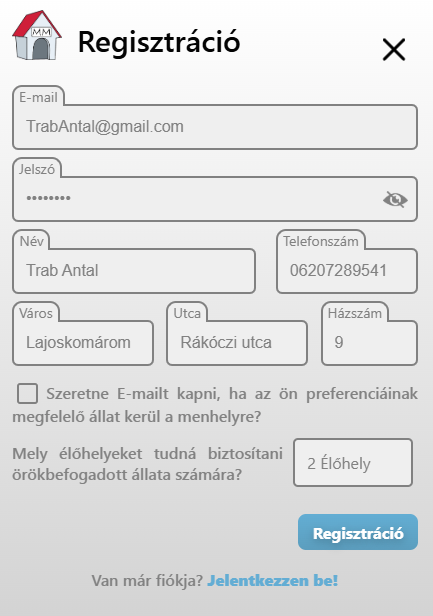 MM
Regisztráció
E-mail
TrabAntal@gmail.com
Jelszó
••••••••
Név
Telefonszám
Trab Antal
06207289541
Város
Utca
Házszám
Lajoskomárom
Rákóczi utca
9
Szeretne E-mailt kapni, ha az ön preferenciáinak
megfelelő állat kerül a menhelyre?
Mely élőhelyeket tudná biztosítani
örökbefogadott állata számára?
2 Élőhely
Regisztráció
Van már fiókja? Jelentkezzen be!